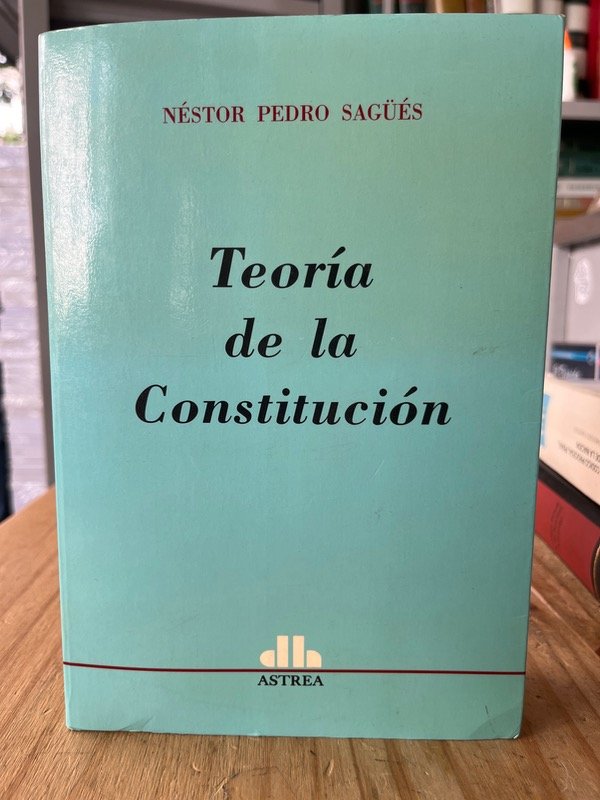 NÉSTOR PEDRO SAGÜÉS
Teoría
de la
Constitución
ASTREA